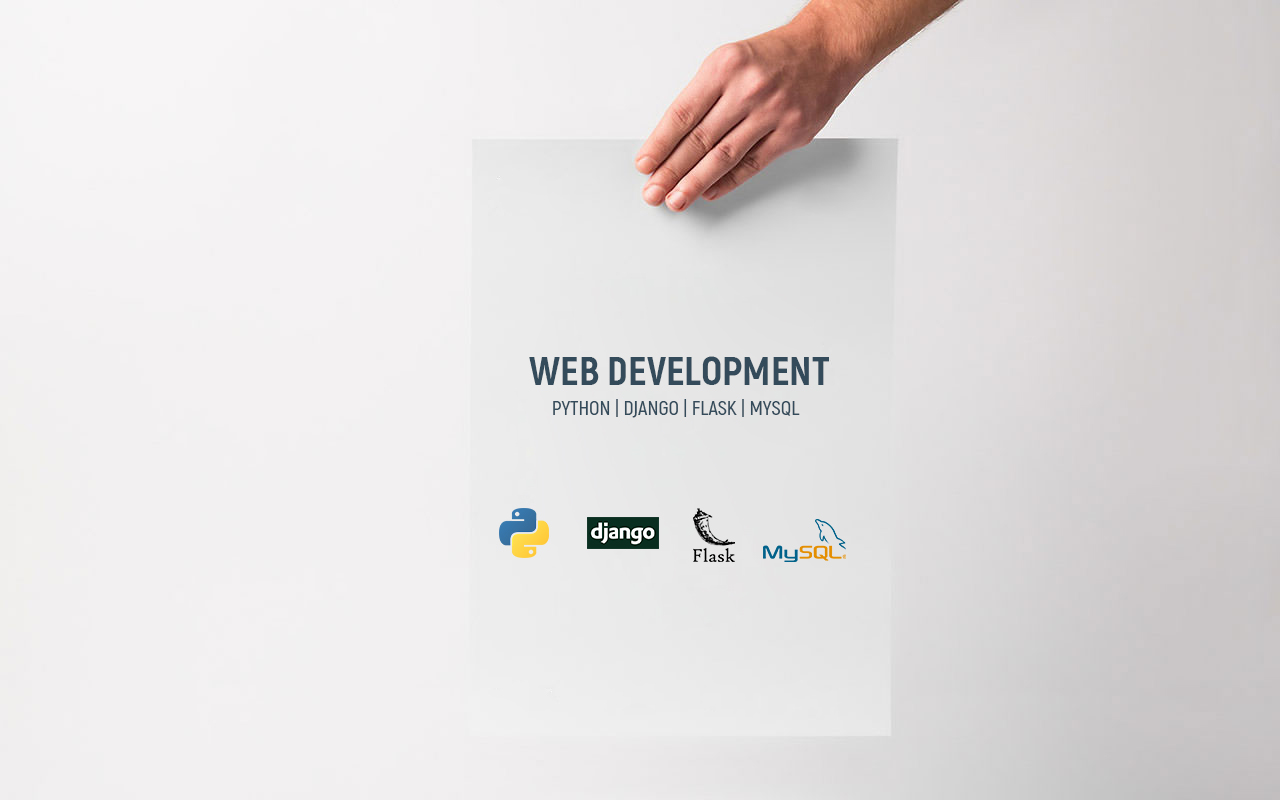 WEB DEVELOPMENT
PYTHON | DJANGO | FLASK | MYSQL
django
Flask
MySQL®